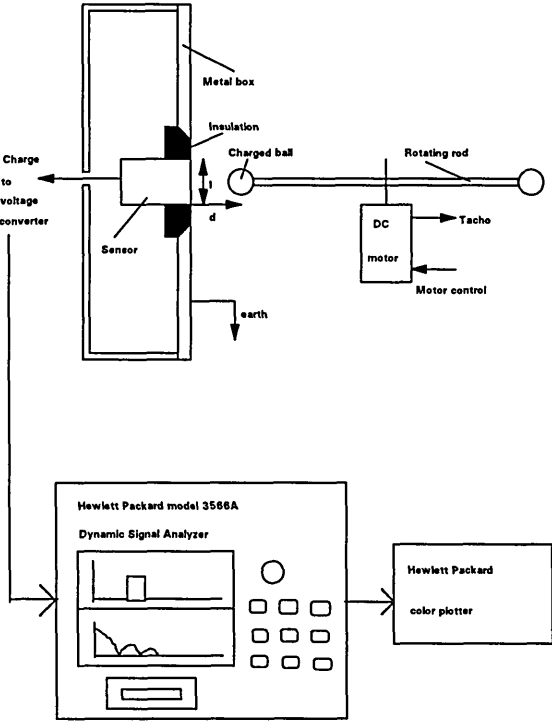 Metal box
Insulation
Charge
to
voltage
converter
Charged ball
Rotating rod
l
d
Sensor
DC
motor
Tacho
Motor control
earth
Hewlett Packard model 3566A
Dynamic Signal Analyzer
Hewlett Packard
color plotter